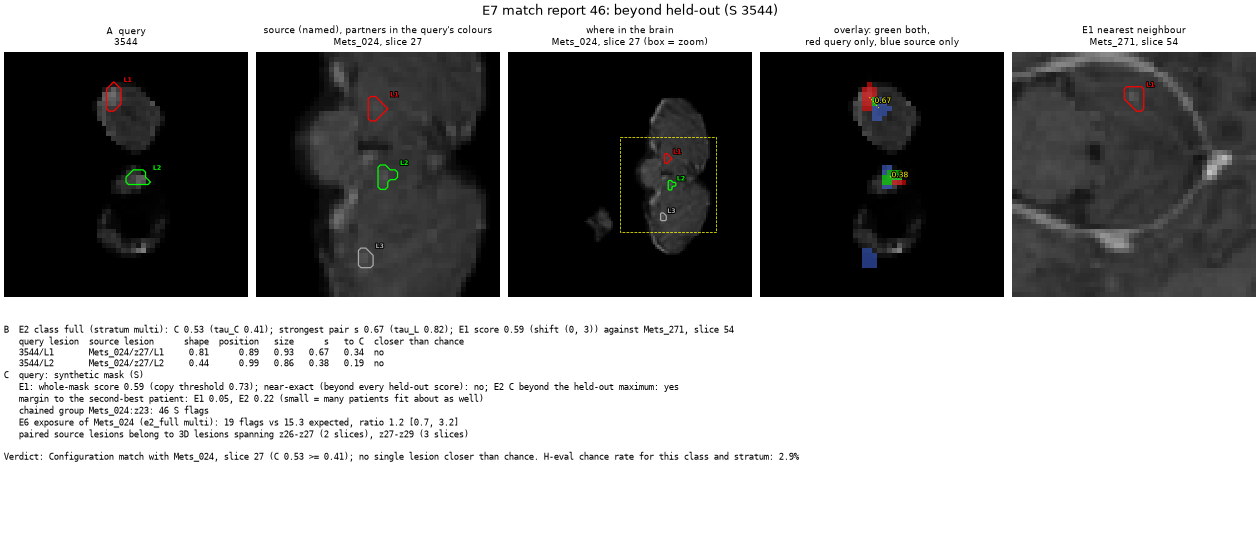 E7 match report 46: beyond held-out (S 3544)
A  query
3544
source (named), partners in the query's colours
Mets_024, slice 27
where in the brain
Mets_024, slice 27 (box = zoom)
overlay: green both,
red query only, blue source only
E1 nearest neighbour
Mets_271, slice 54
L1
L2
L1
L2
L3
L1
L2
L3
0.67
0.38
L1
B  E2 class full (stratum multi): C 0.53 (tau_C 0.41); strongest pair s 0.67 (tau_L 0.82); E1 score 0.59 (shift (0, 3)) against Mets_271, slice 54
query lesion  source lesion  shape  position  size  s  to C  closer than chance
3544/L1  Mets_024/z27/L1  0.81  0.89  0.93  0.67  0.34  no
3544/L2  Mets_024/z27/L2  0.44  0.99  0.86  0.38  0.19  no
C  query: synthetic mask (S)
E1: whole-mask score 0.59 (copy threshold 0.73); near-exact (beyond every held-out score): no; E2 C beyond the held-out maximum: yes
margin to the second-best patient: E1 0.05, E2 0.22 (small = many patients fit about as well)
chained group Mets_024:z23: 46 S flags
E6 exposure of Mets_024 (e2_full multi): 19 flags vs 15.3 expected, ratio 1.2 [0.7, 3.2]
paired source lesions belong to 3D lesions spanning z26-z27 (2 slices), z27-z29 (3 slices)
Verdict: Configuration match with Mets_024, slice 27 (C 0.53 >= 0.41); no single lesion closer than chance. H-eval chance rate for this class and stratum: 2.9%